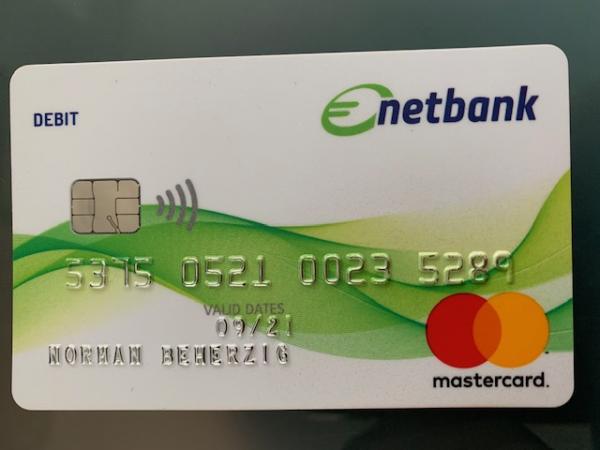 DEBIT
netbank
5375 0521 0023 5289
VALID DATES
09/21
NORMAN BEHERZIG
mastercard.